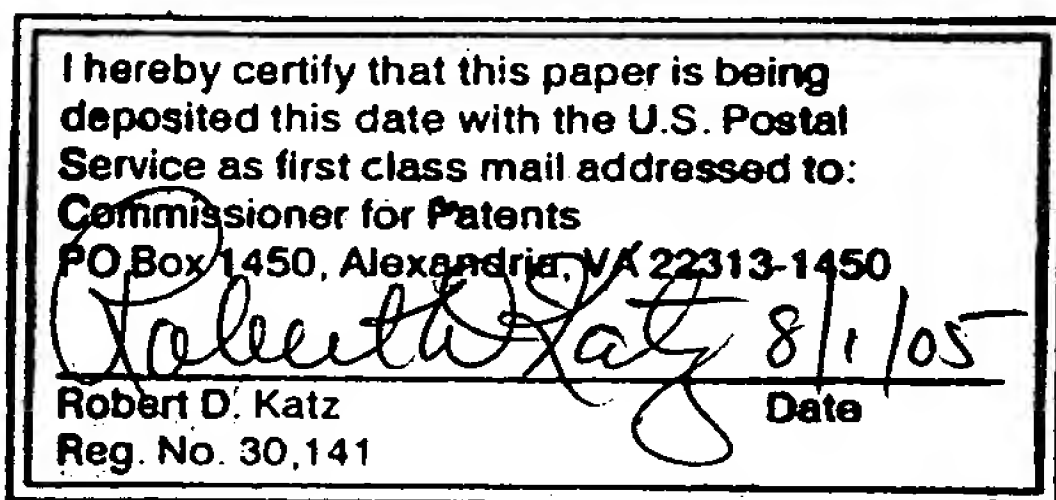 I hereby certify that this paper is being
deposited this date with the U.S. Postal
Service as first class mail addressed to:
Commissioner for Patents
PO Box 1450, Alexandria, VA 22313-1450
Robert D Katz 8/1/05
Robert D. Katz Date
Reg. No. 30,141